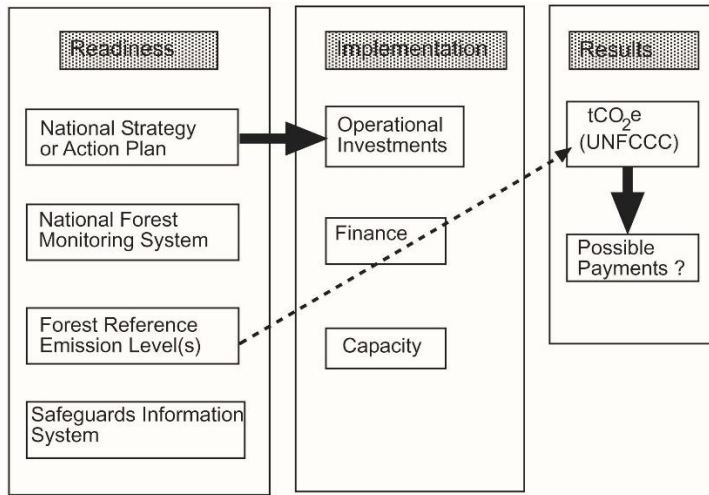 Readiness
National Strategy
or Action Plan
National Forest
Monitoring System
Forest Reference
Emission Level(s)
Safeguards Information
System
Implementation
Operational
Investments
Finance
Capacity
Results
tCO₂e
(UNFCCC)
Possible
Payments ?